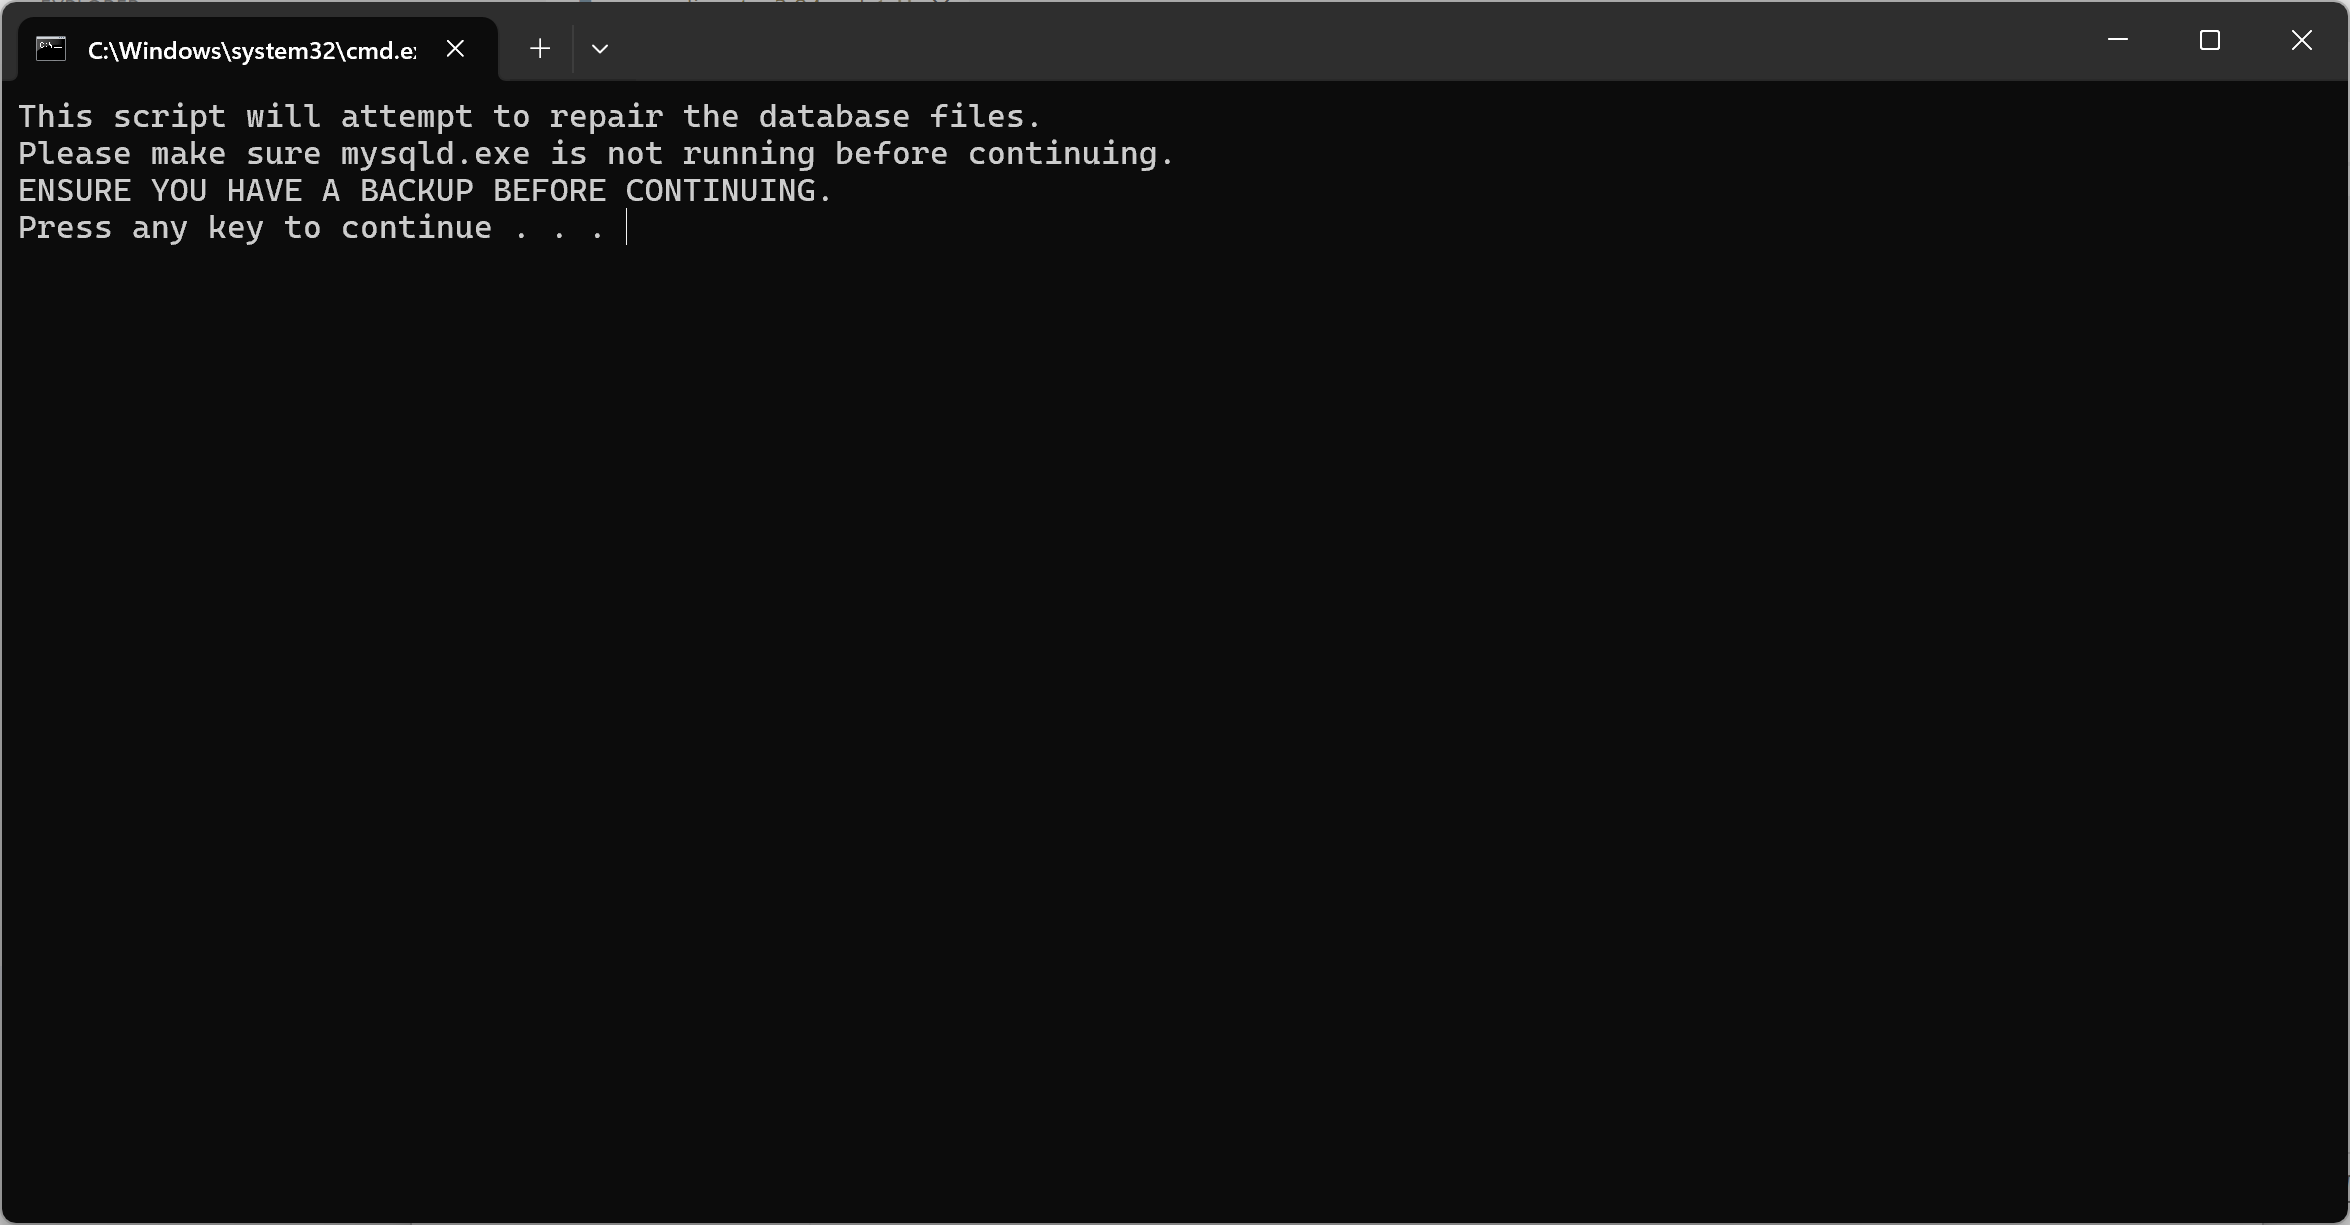 C:\Windows\system32\cmd.e
This script will attempt to repair the database files.
Please make sure mysqld.exe is not running before continuing.
ENSURE YOU HAVE A BACKUP BEFORE CONTINUING.
Press any key to continue . . .